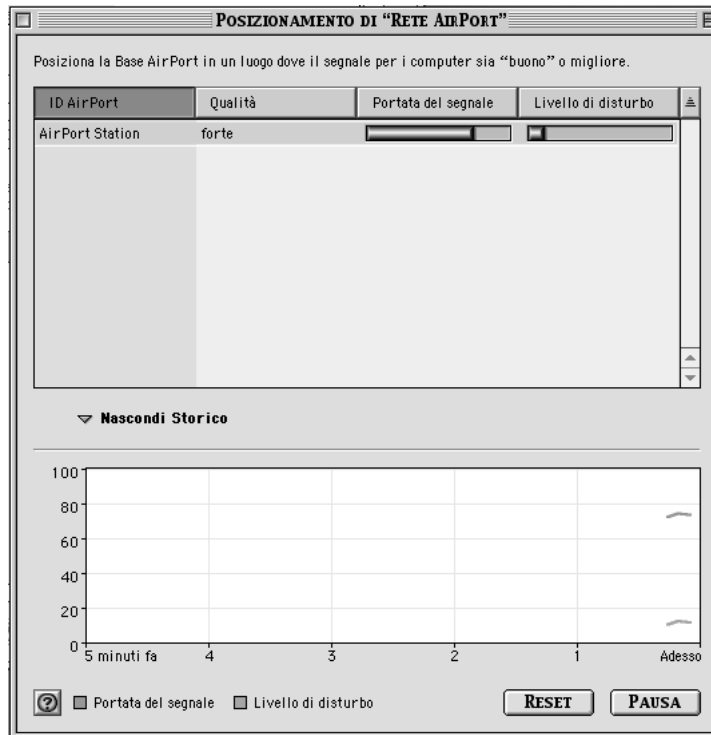 POSIZIONAMENTO DI “RETE AIRPORT”
Posiziona la Base AirPort in un luogo dove il segnale per i computer sia “buono” o migliore.
ID AirPort Qualità Portata del segnale Livello di disturbo
AirPort Station forte
Nascondi Storico
100
80
60
40
20
0
5 minuti fa 4 3 2 1 Adesso
? Portata del segnale Livello di disturbo RESET PAUSA